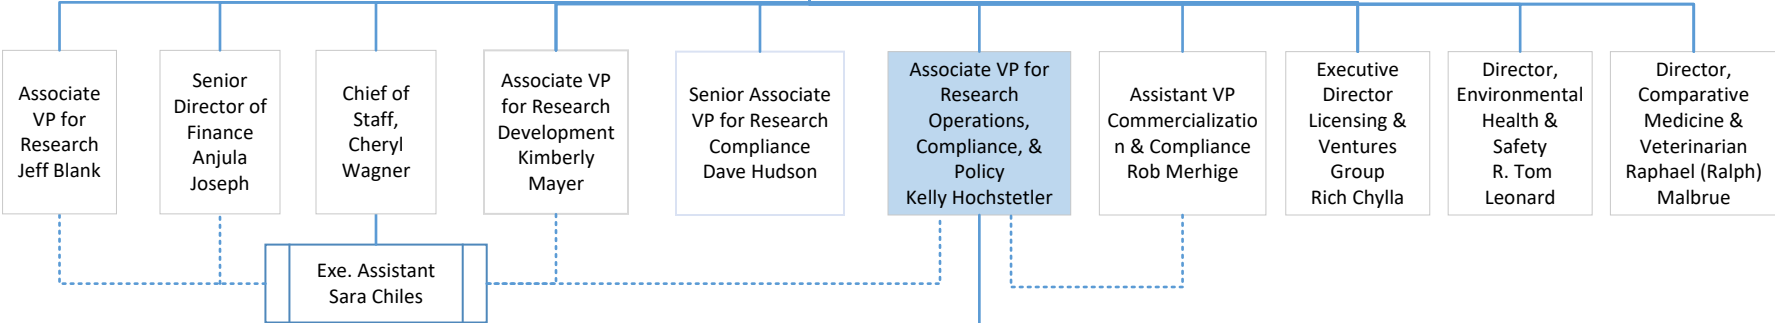 Associate
VP for
Research
Jeff Blank
Senior
Director of
Finance
Anjula
Joseph
Chief of
Staff,
Cheryl
Wagner
Associate VP
for Research
Development
Kimberly
Mayer
Senior Associate
VP for Research
Compliance
Dave Hudson
Associate VP for
Research
Operations,
Compliance, &
Policy
Kelly Hochstetler
Assistant VP
Commercializatio
n & Compliance
Rob Merhige
Executive
Director
Licensing &
Ventures
Group
Rich Chylla
Director,
Environmental
Health &
Safety
R. Tom
Leonard
Director,
Comparative
Medicine &
Veterinarian
Raphael (Ralph)
Malbrue
Exe. Assistant
Sara Chiles